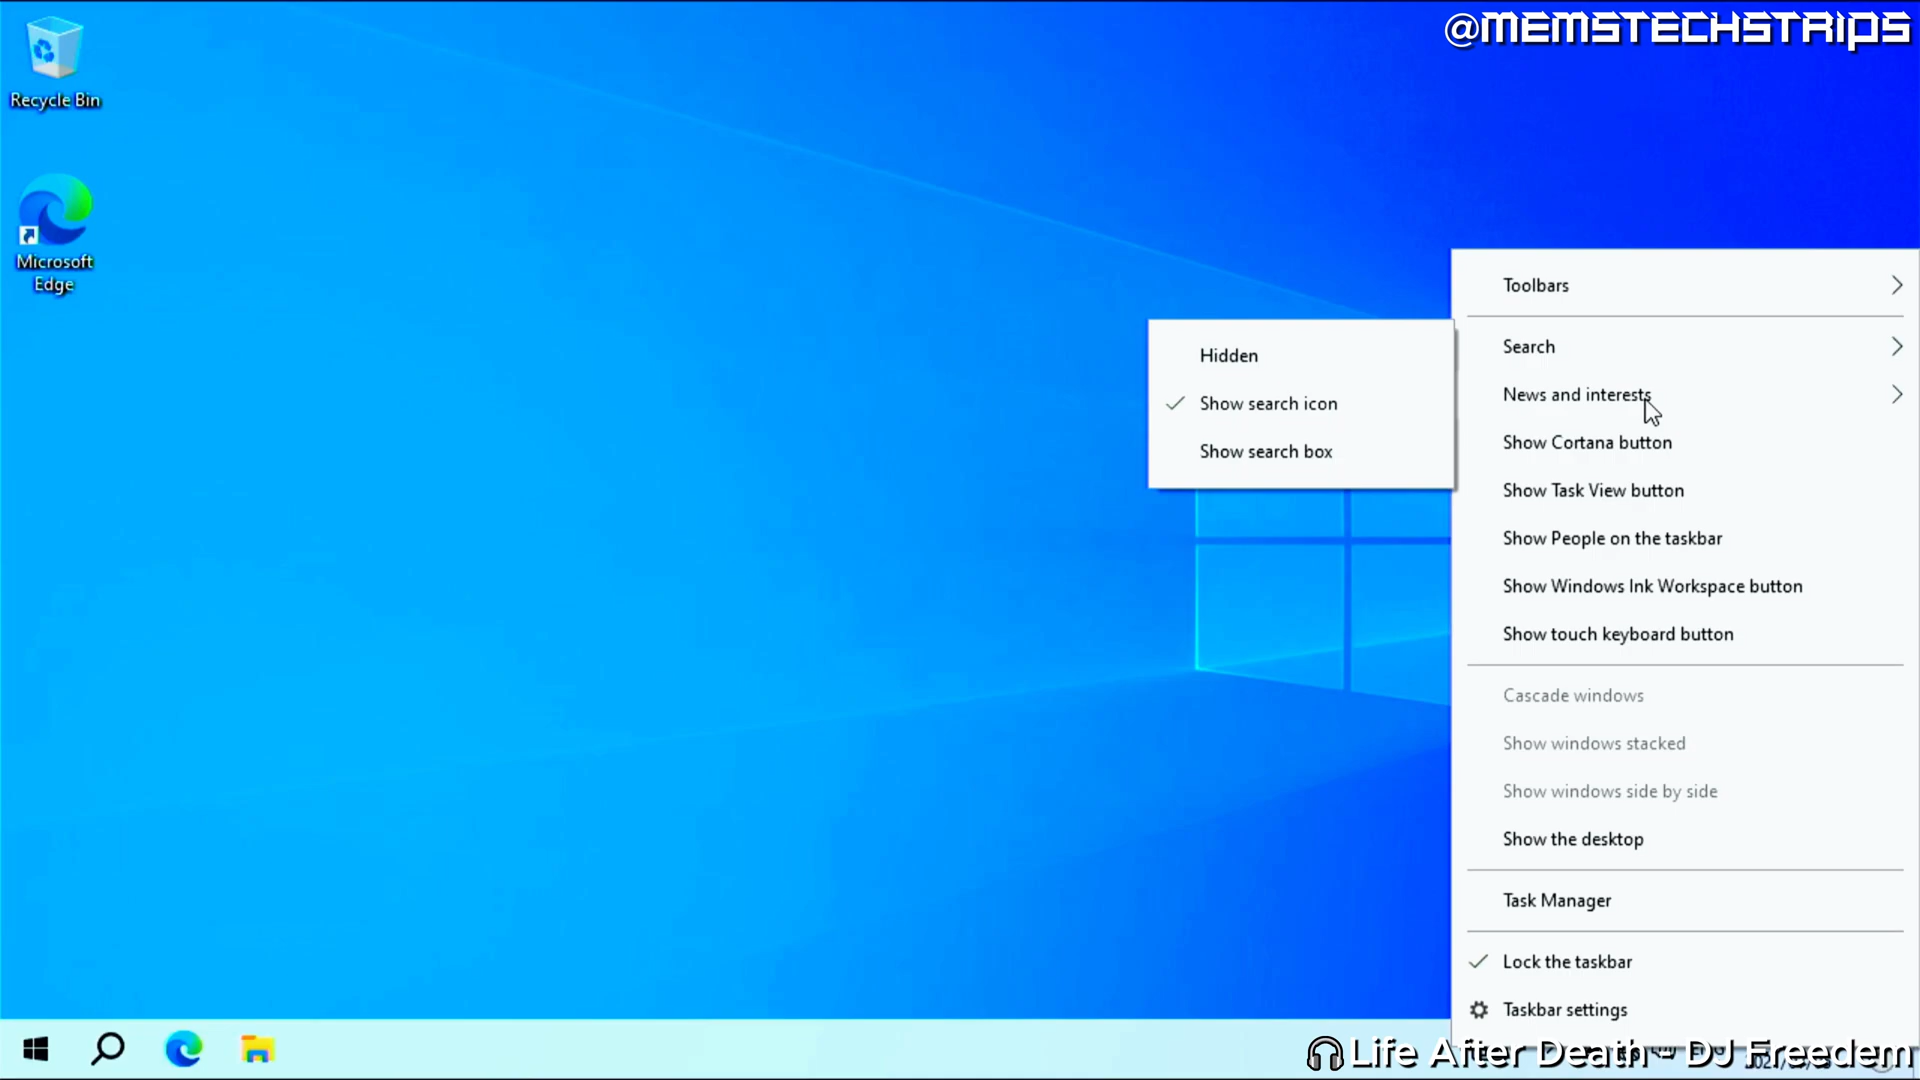 @MEMSTECHSTRIPS
Recycle Bin
Microsoft
Edge
Toolbars
Search
News and interests
Show Cortana button
Show Task View button
Show People on the taskbar
Show Windows Ink Workspace button
Show touch keyboard button
Cascade windows
Show windows stacked
Show windows side by side
Show the desktop
Task Manager
Lock the taskbar
Taskbar settings
Hidden
Show search icon
Show search box
Life After Death - DJ Freedem